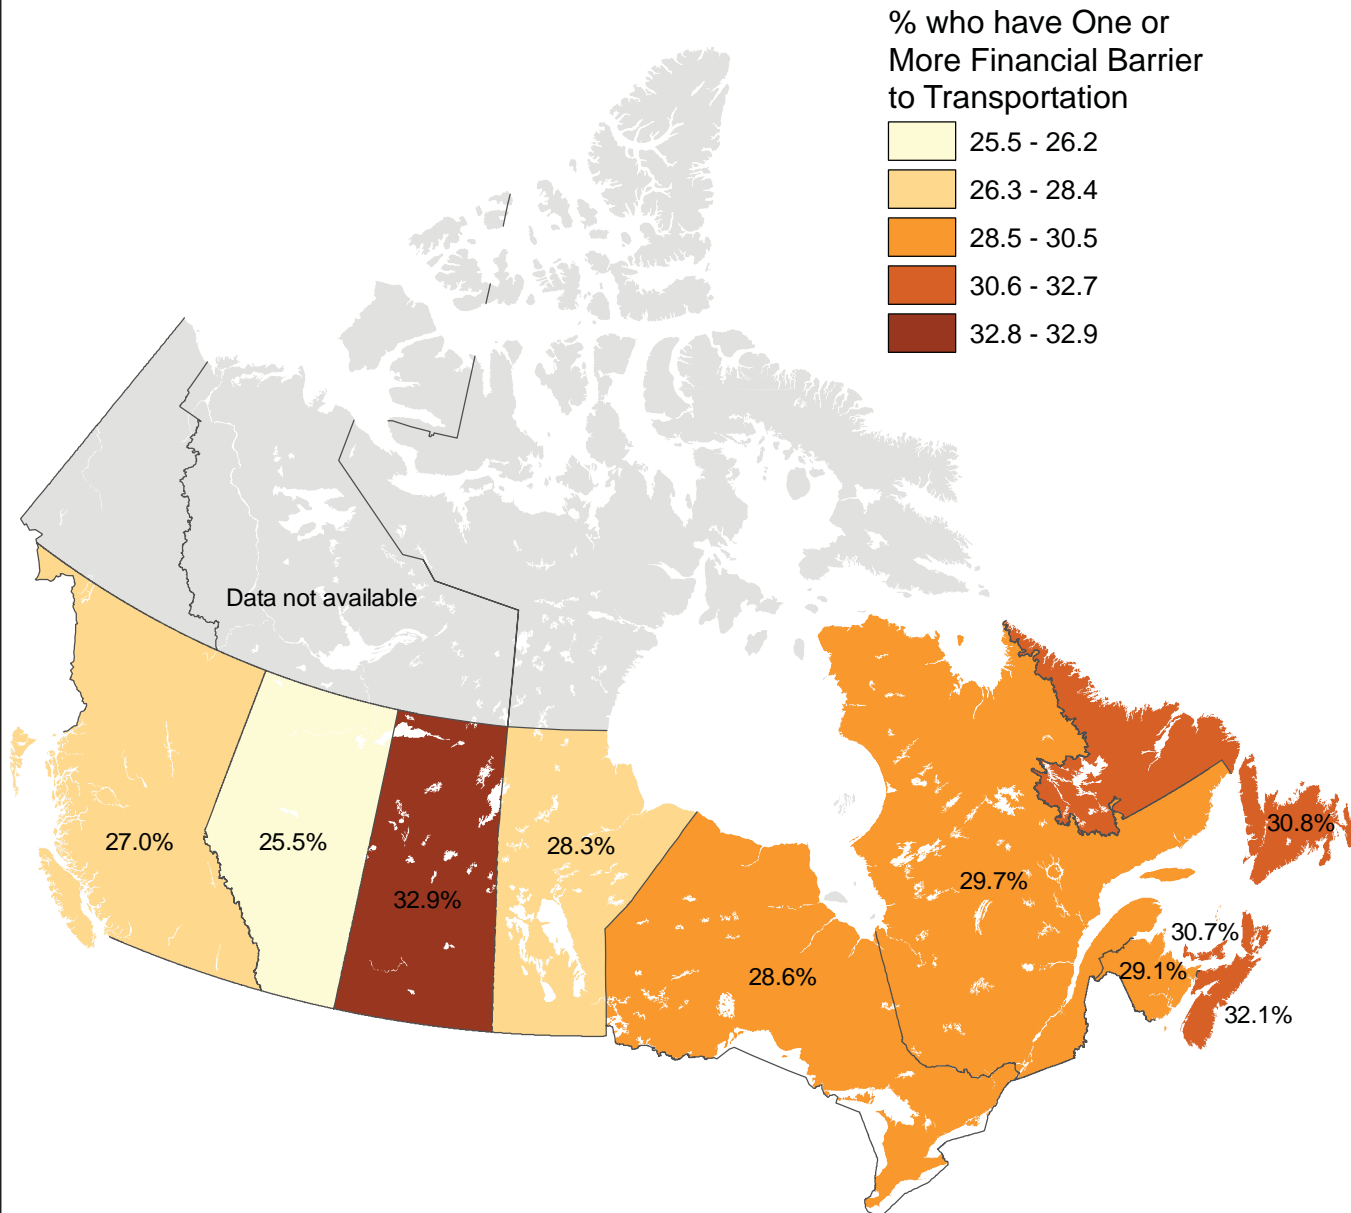 % who have One or
More Financial Barrier
to Transportation
25.5 - 26.2
26.3 - 28.4
28.5 - 30.5
30.6 - 32.7
32.8 - 32.9
Data not available
27.0%
25.5%
32.9%
28.3%
28.6%
29.7%
30.8%
30.7%
29.1%
32.1%